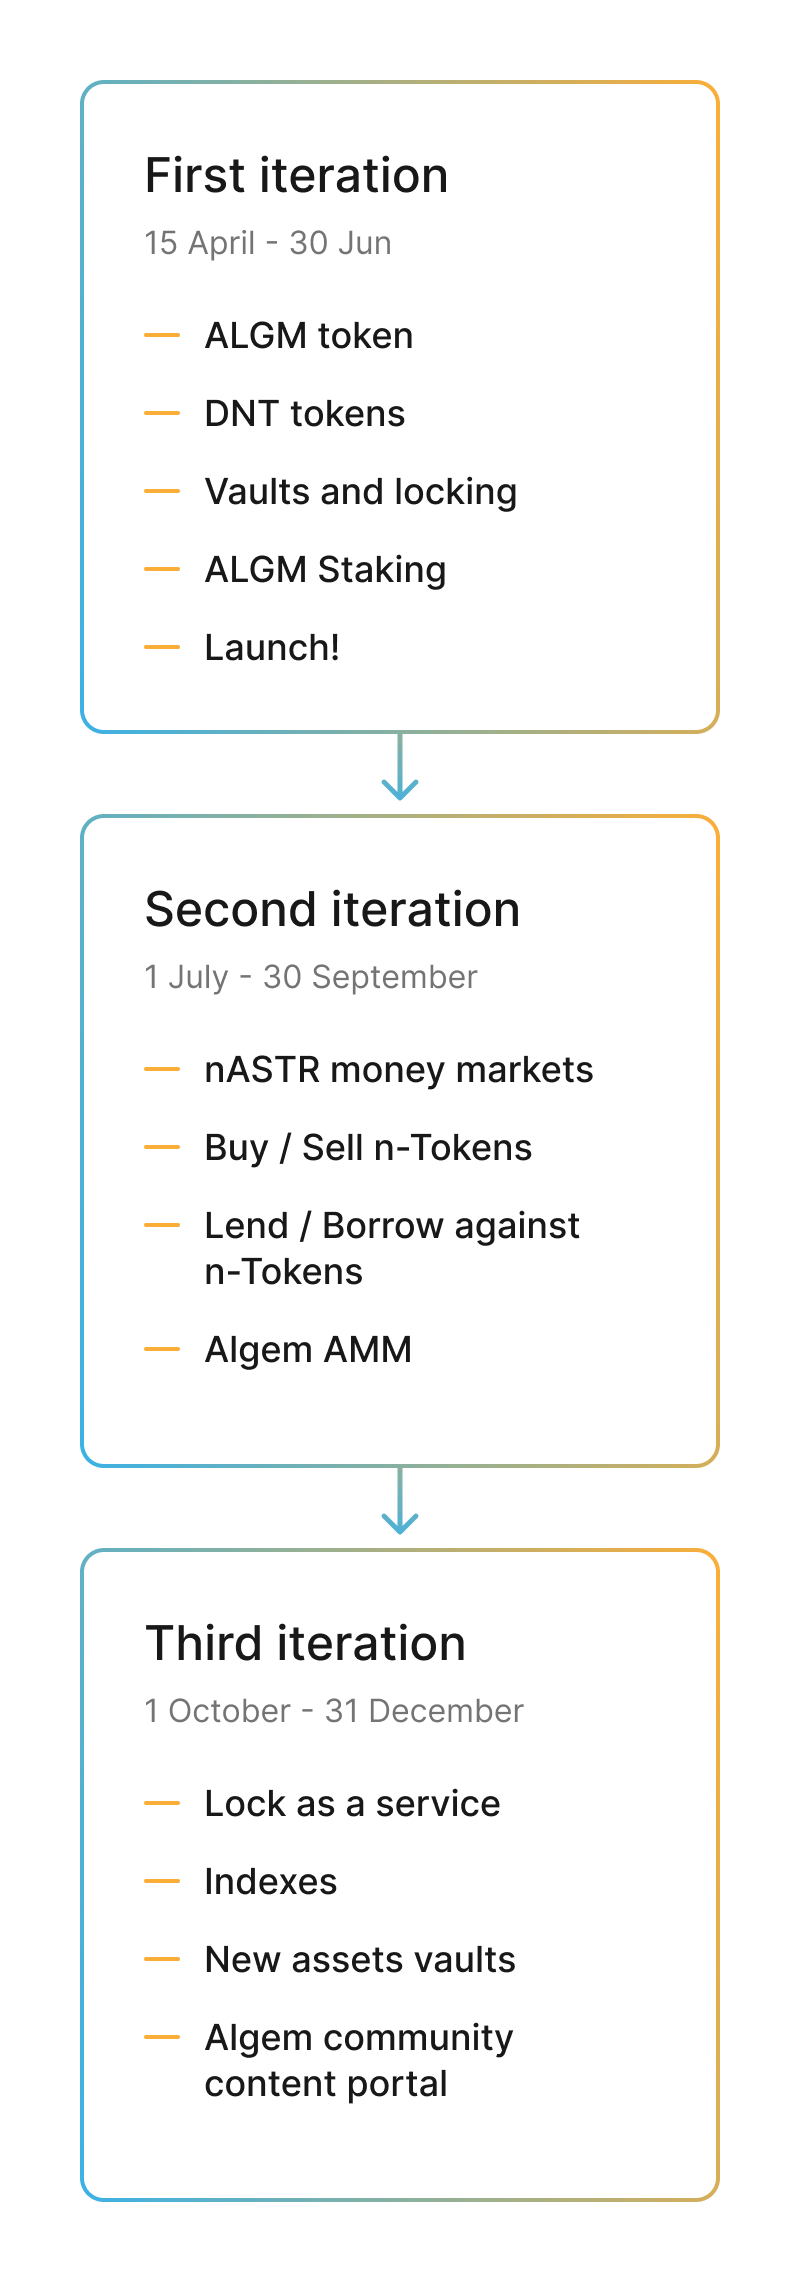 First iteration
15 April - 30 Jun
ALGM token
DNT tokens
Vaults and locking
ALGM Staking
Launch!
Second iteration
1 July - 30 September
nASTR money markets
Buy / Sell n-Tokens
Lend / Borrow against
n-Tokens
Algem AMM
Third iteration
1 October - 31 December
Lock as a service
Indexes
New assets vaults
Algem community
content portal